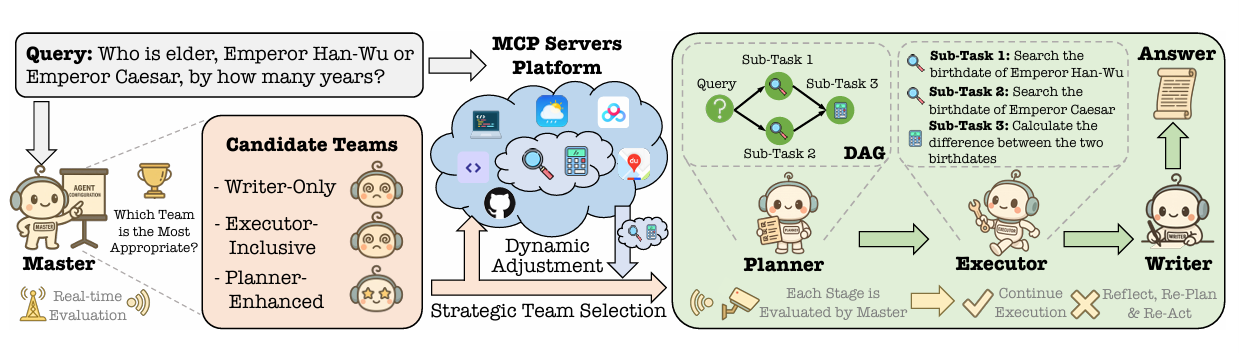 Query: Who is elder, Emperor Han-Wu or
Emperor Caesar, by how many years?
Master
AGENT
CONFIGURATION
MASTER
Which Team
is the Most
Appropriate?
Real-time
Evaluation
Candidate Teams
- Writer-Only
- Executor-
Inclusive
- Planner-
Enhanced
MCP Servers
Platform
du
Dynamic
Adjustment
Strategic Team Selection
Sub-Task 1
Query
Sub-Task 3
?
Sub-Task 2
DAG
Sub-Task 1: Search the
birthdate of Emperor Han-Wu
Sub-Task 2: Search the
birthdate of Emperor Caesar
Sub-Task 3: Calculate the
difference between the two
birthdates
Answer
PLANNER
Planner
EXECUTOR
Executor
WRITER
Writer
Each Stage is
Evaluated by Master
Continue
Execution
Reflect, Re-Plan
& Re-Act